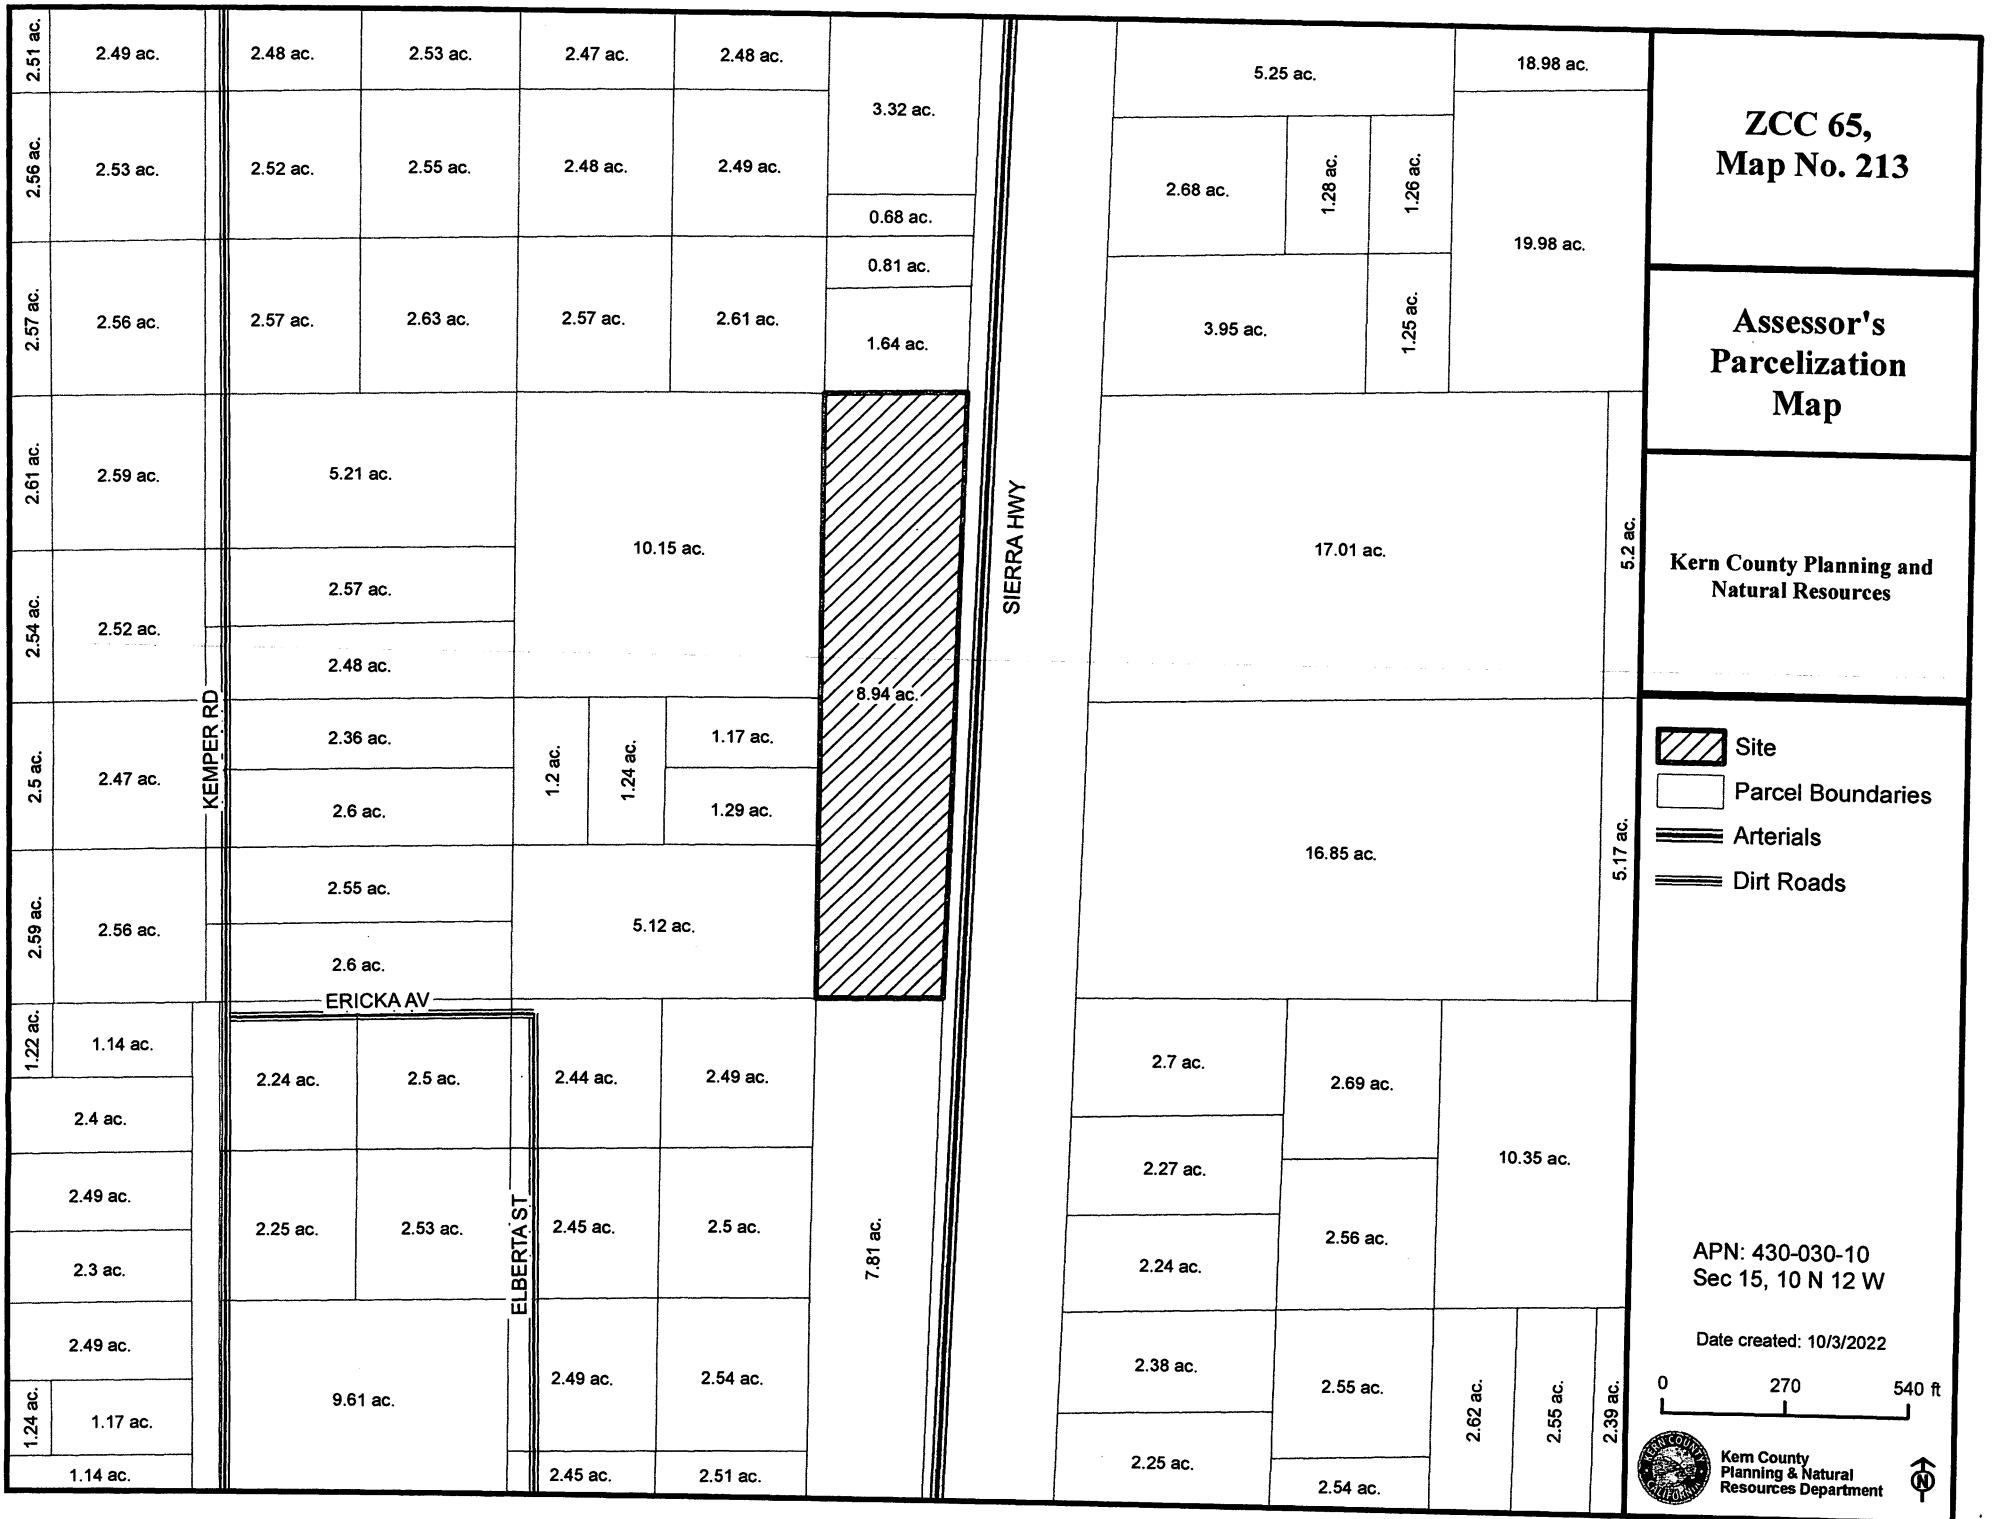 2.51 ac.
2.49 ac.
2.48 ac.
2.53 ac.
2.47 ac.
2.48 ac.
3.32 ac.
5.25 ac.
18.98 ac.
2.56 ac.
2.53 ac.
2.52 ac.
2.55 ac.
2.48 ac.
2.49 ac.
0.68 ac.
2.68 ac.
1.28 ac.
1.26 ac.
19.98 ac.
2.57 ac.
2.56 ac.
2.57 ac.
2.63 ac.
2.57 ac.
2.61 ac.
0.81 ac.
1.64 ac.
3.95 ac.
1.25 ac.
2.61 ac.
2.59 ac.
5.21 ac.
10.15 ac.
SIERRA HWY
17.01 ac.
5.2 ac.
2.54 ac.
2.52 ac.
2.57 ac.
2.48 ac.
8.94 ac.
KEMPER RD
2.5 ac.
2.47 ac.
2.36 ac.
2.6 ac.
1.2 ac.
1.24 ac.
1.17 ac.
1.29 ac.
16.85 ac.
5.17 ac.
2.59 ac.
2.56 ac.
2.55 ac.
2.6 ac.
5.12 ac.
ERICKA AV
1.22 ac.
1.14 ac.
2.24 ac.
2.5 ac.
2.44 ac.
2.49 ac.
2.7 ac.
2.69 ac.
10.35 ac.
2.4 ac.
2.49 ac.
2.25 ac.
2.53 ac.
ELBERTA ST
2.45 ac.
2.5 ac.
7.81 ac.
2.27 ac.
2.24 ac.
2.56 ac.
2.3 ac.
2.49 ac.
1.24 ac.
1.17 ac.
1.14 ac.
9.61 ac.
2.49 ac.
2.54 ac.
2.45 ac.
2.51 ac.
2.38 ac.
2.25 ac.
2.55 ac.
2.54 ac.
2.62 ac.
2.55 ac.
2.39 ac.
ZCC 65,
Map No. 213
Assessor's
Parcelization
Map
Kern County Planning and
Natural Resources
Site
Parcel Boundaries
Arterials
Dirt Roads
APN: 430-030-10
Sec 15, 10 N 12 W
Date created: 10/3/2022
0 270 540 ft
KERN COUNTY
CALIFORNIA
Kern County
Planning & Natural
Resources Department
N